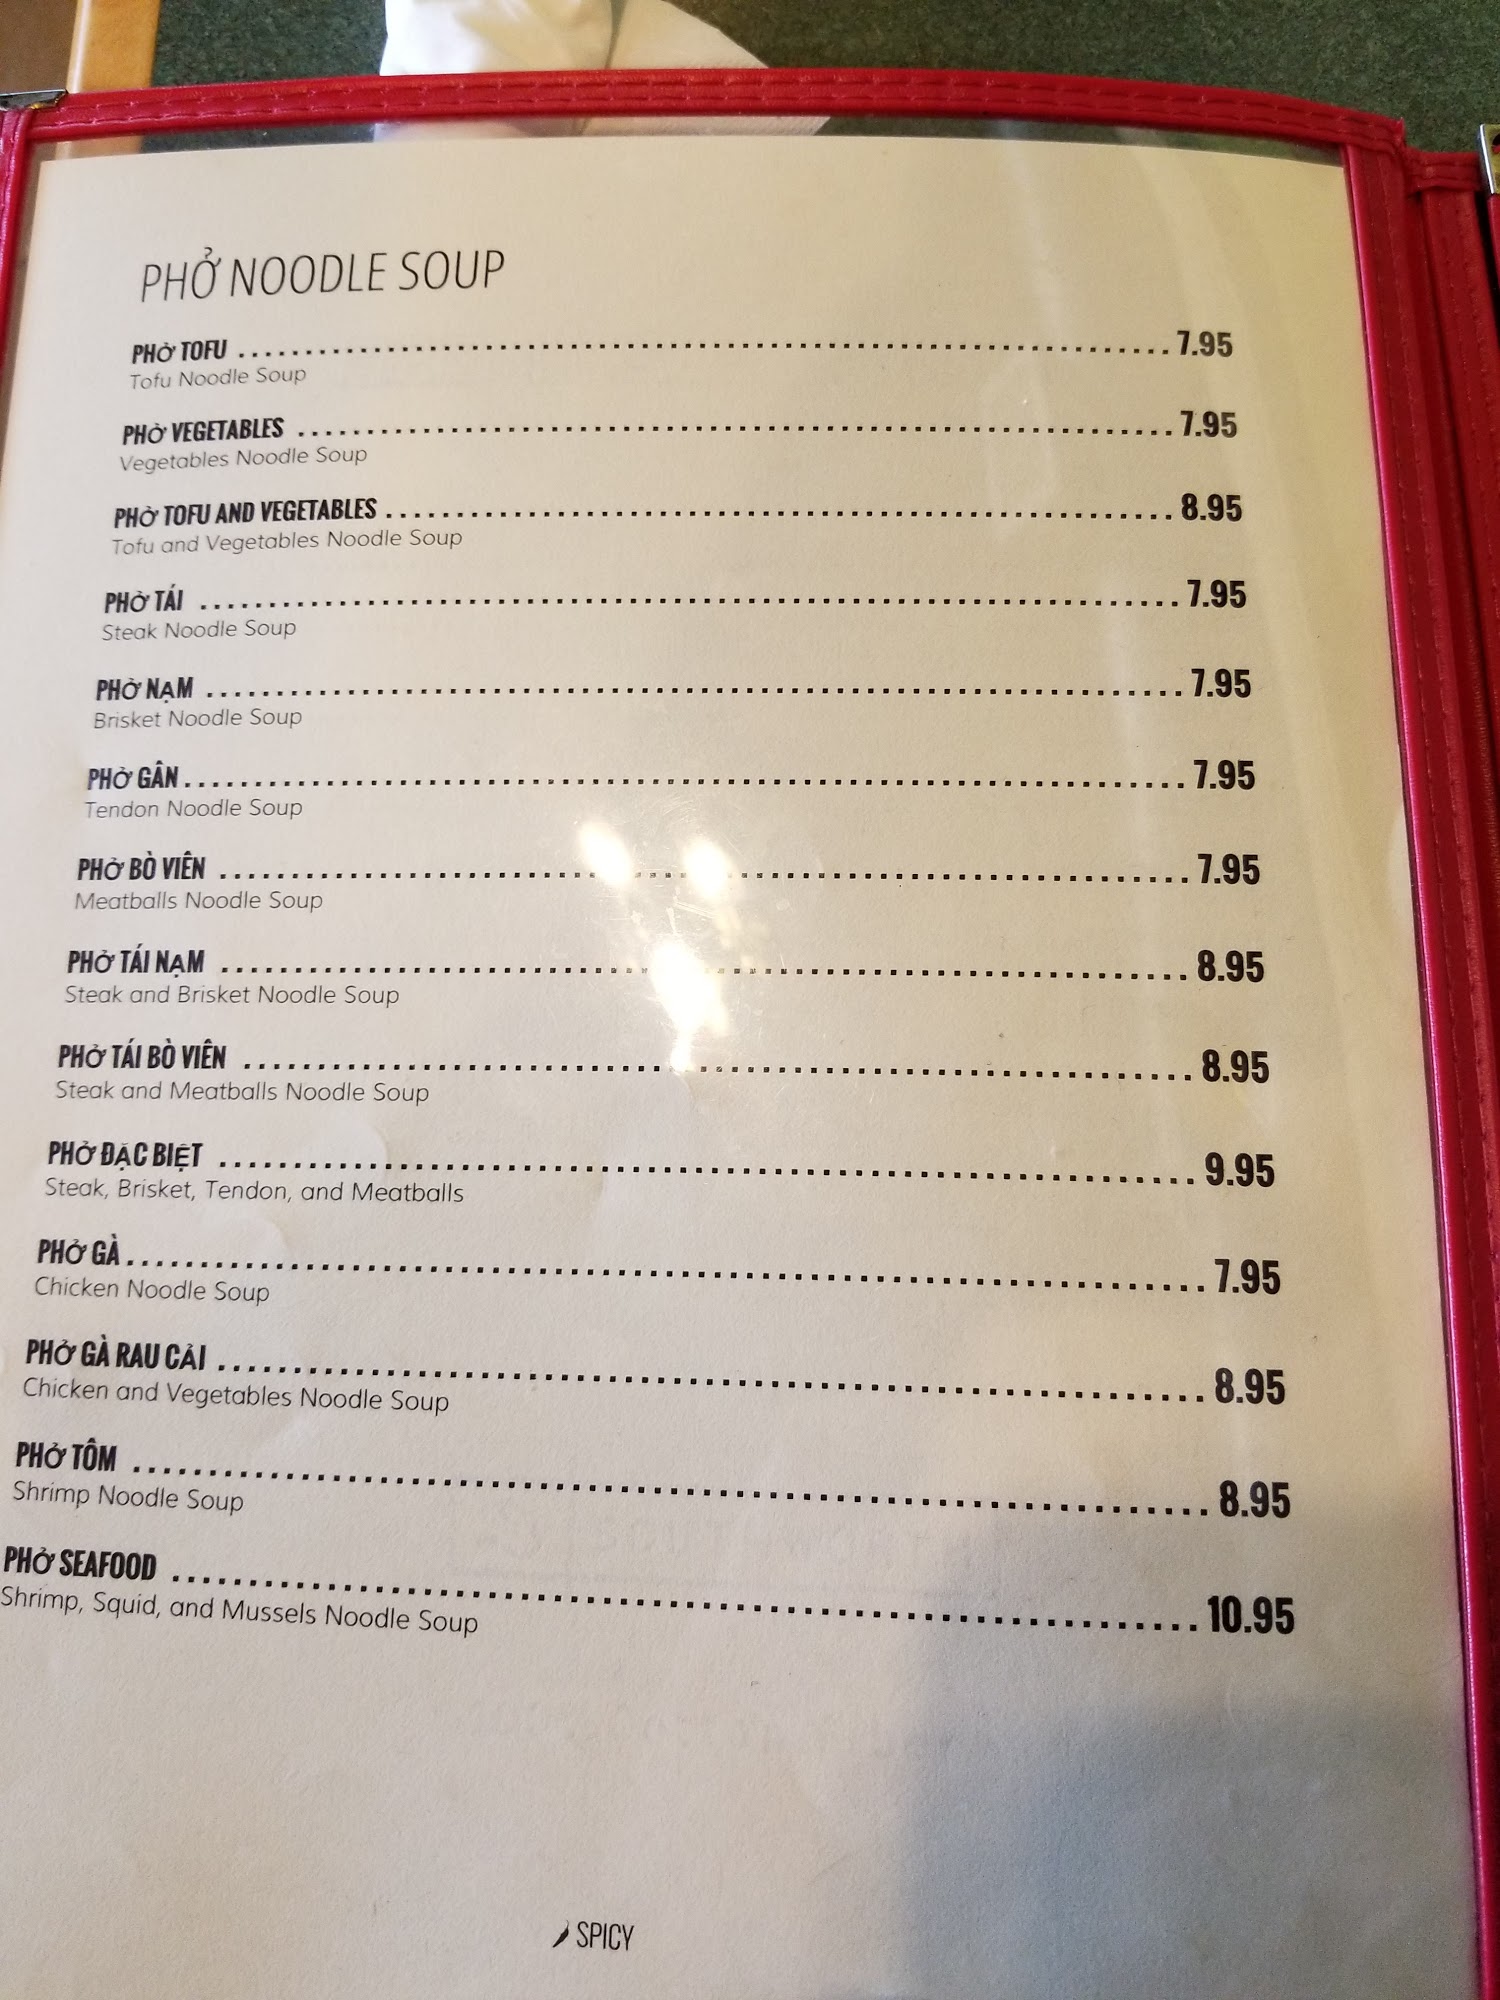 PHỞ NOODLE SOUP
PHỞ TOFU ........ 7.95
Tofu Noodle Soup
PHỞ VEGETABLES ........ 7.95
Vegetables Noodle Soup
PHỞ TOFU AND VEGETABLES ........ 8.95
Tofu and Vegetables Noodle Soup
PHỞ TÁI ........ 7.95
Steak Noodle Soup
PHỞ NẠM ........ 7.95
Brisket Noodle Soup
PHỞ GÂN ........ 7.95
Tendon Noodle Soup
PHỞ BÒ VIÊN ........ 7.95
Meatballs Noodle Soup
PHỞ TÁI NẠM ........ 8.95
Steak and Brisket Noodle Soup
PHỞ TÁI BÒ VIÊN ........ 8.95
Steak and Meatballs Noodle Soup
PHỞ ĐẶC BIỆT ........ 9.95
Steak, Brisket, Tendon, and Meatballs
PHỞ GÀ ........ 7.95
Chicken Noodle Soup
PHỞ GÀ RAU CẢI ........ 8.95
Chicken and Vegetables Noodle Soup
PHỞ TÔM ........ 8.95
Shrimp Noodle Soup
PHỞ SEAFOOD ........ 10.95
Shrimp, Squid, and Mussels Noodle Soup
SPICY